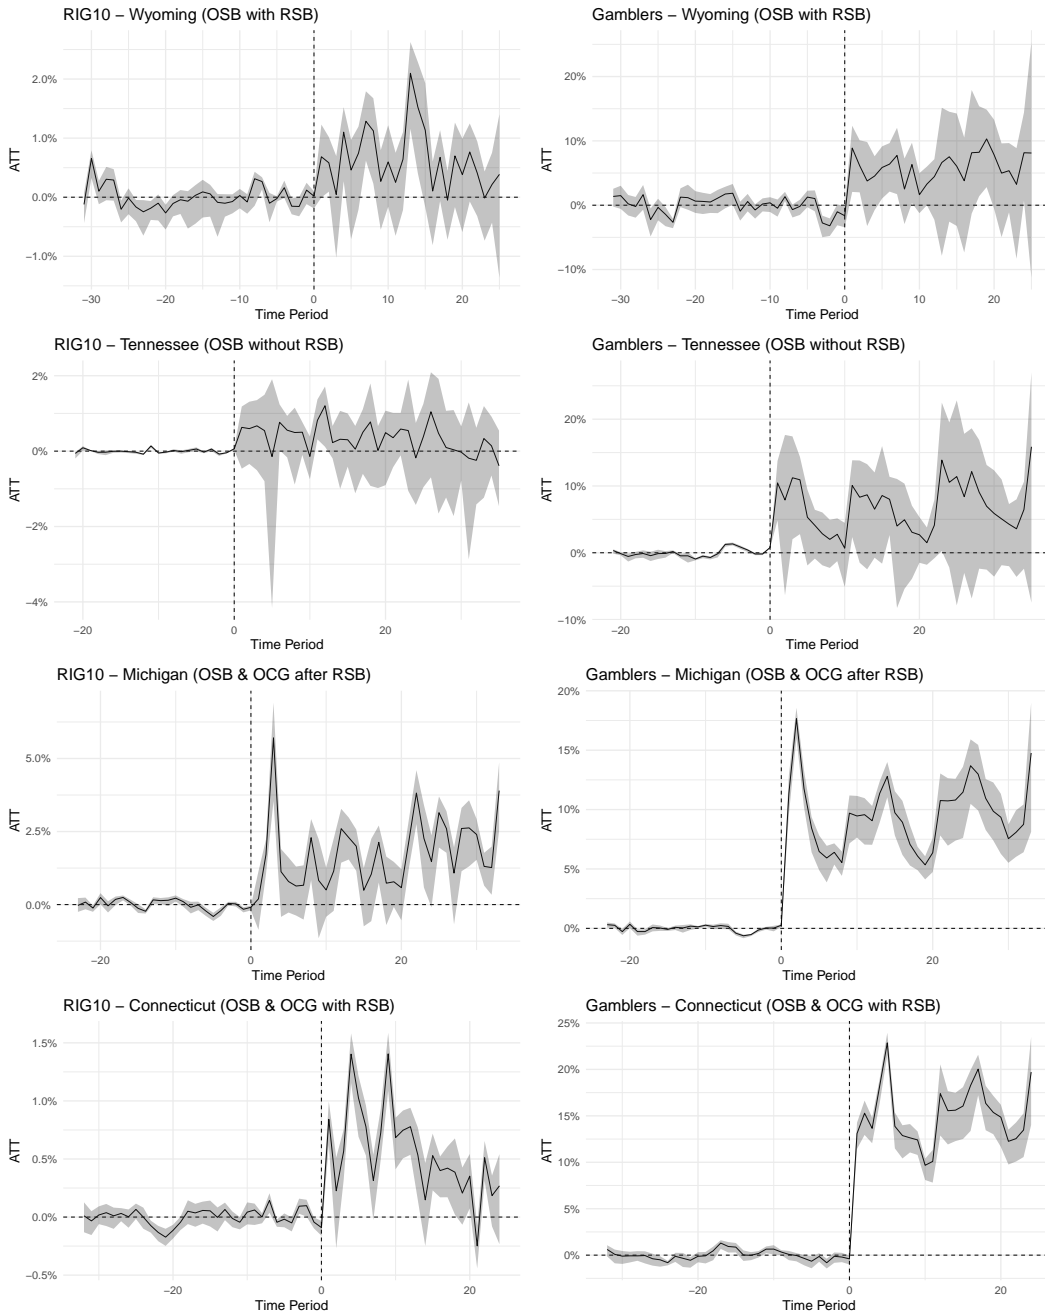 RIG10 − Wyoming (OSB with RSB)
2.0%
1.0%
0.0%
−1.0%
ATT
−30
−20
−10
0
10
20
Time Period
Gamblers − Wyoming (OSB with RSB)
20%
10%
0%
−10%
ATT
−30
−20
−10
0
10
20
Time Period
RIG10 − Tennessee (OSB without RSB)
2%
0%
−2%
−4%
ATT
−20
0
20
Time Period
Gamblers − Tennessee (OSB without RSB)
20%
10%
0%
−10%
ATT
−20
0
20
Time Period
RIG10 − Michigan (OSB & OCG after RSB)
5.0%
2.5%
0.0%
ATT
−20
0
20
Time Period
Gamblers − Michigan (OSB & OCG after RSB)
20%
15%
10%
5%
0%
ATT
−20
0
20
Time Period
RIG10 − Connecticut (OSB & OCG with RSB)
1.5%
1.0%
0.5%
0.0%
−0.5%
ATT
−20
0
20
Time Period
Gamblers − Connecticut (OSB & OCG with RSB)
25%
20%
15%
10%
5%
0%
ATT
−20
0
20
Time Period